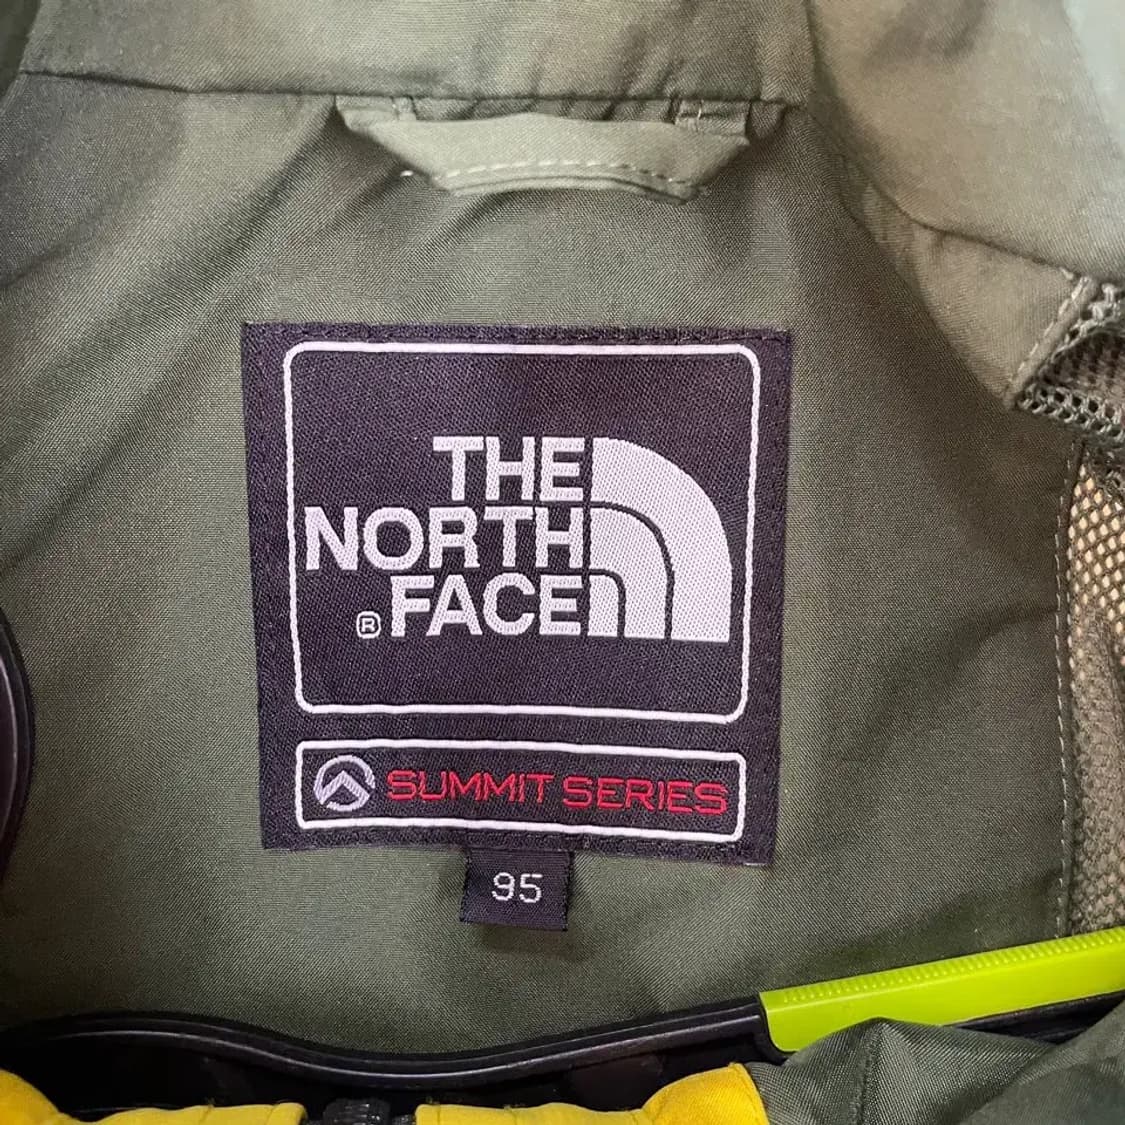 THE
NORTH
® FACE
SUMMIT SERIES
95